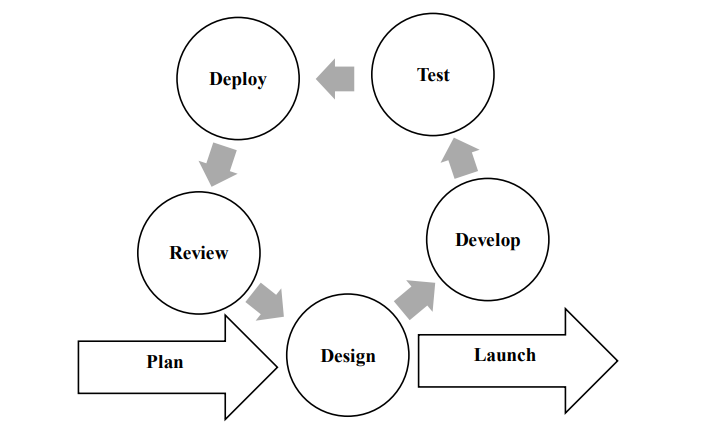 Deploy
Test
Review
Develop
Plan
Design
Launch